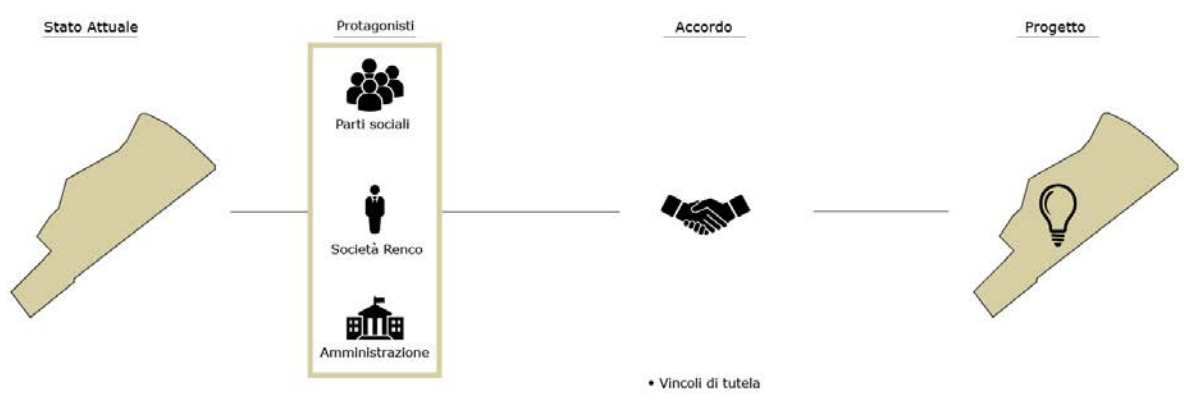 Stato Attuale
Protagonisti
Accordo
Progetto
Parti sociali
Società Renco
Amministrazione
• Vincoli di tutela